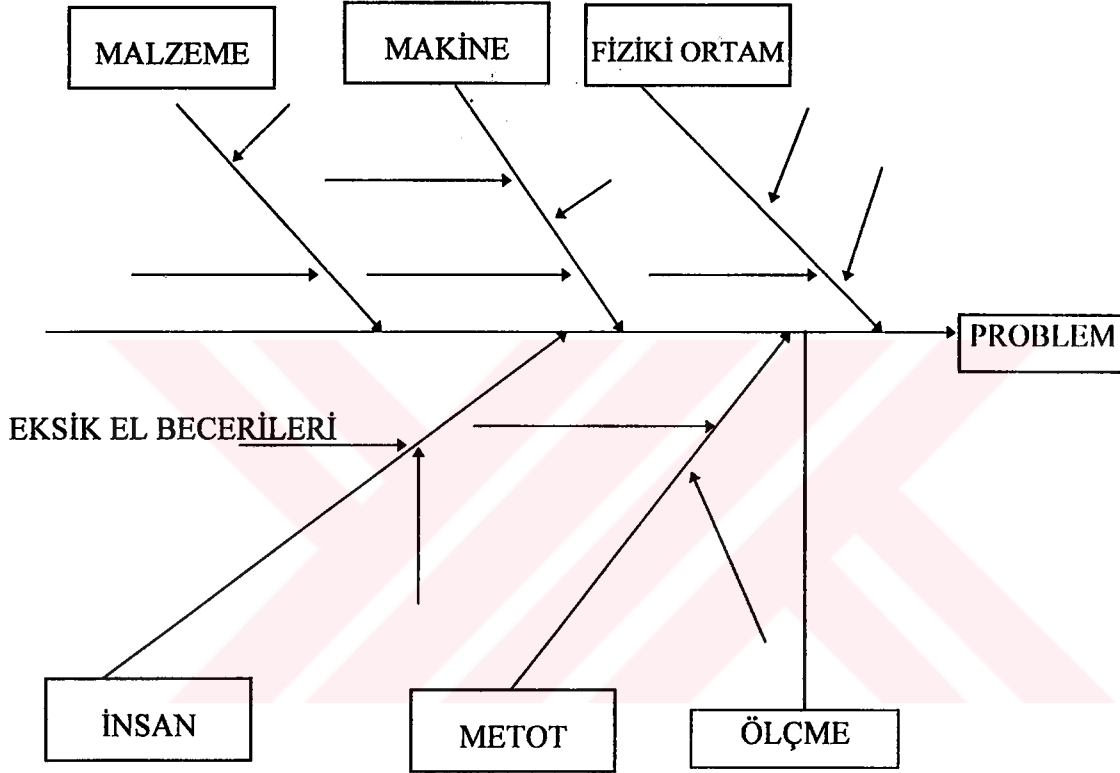 MALZEME
MAKİNE
FİZİKİ ORTAM
PROBLEM
EKSİK EL BECERİLERİ
İNSAN
METOT
ÖLÇME